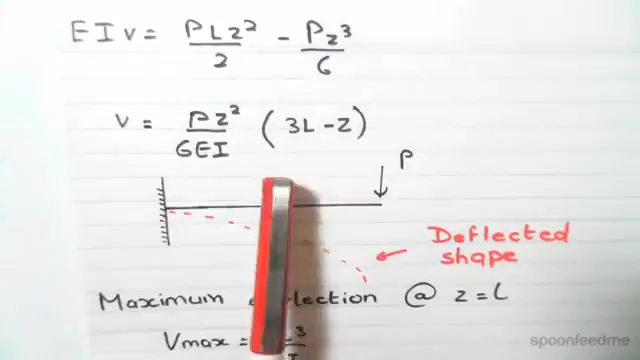 EIv = PLz²/2 - Pz³/6
v = Pz²/6EI (3L-z)
P
Deflected
shape
Maximum @ z=L
Vmax =
spoonfeedme